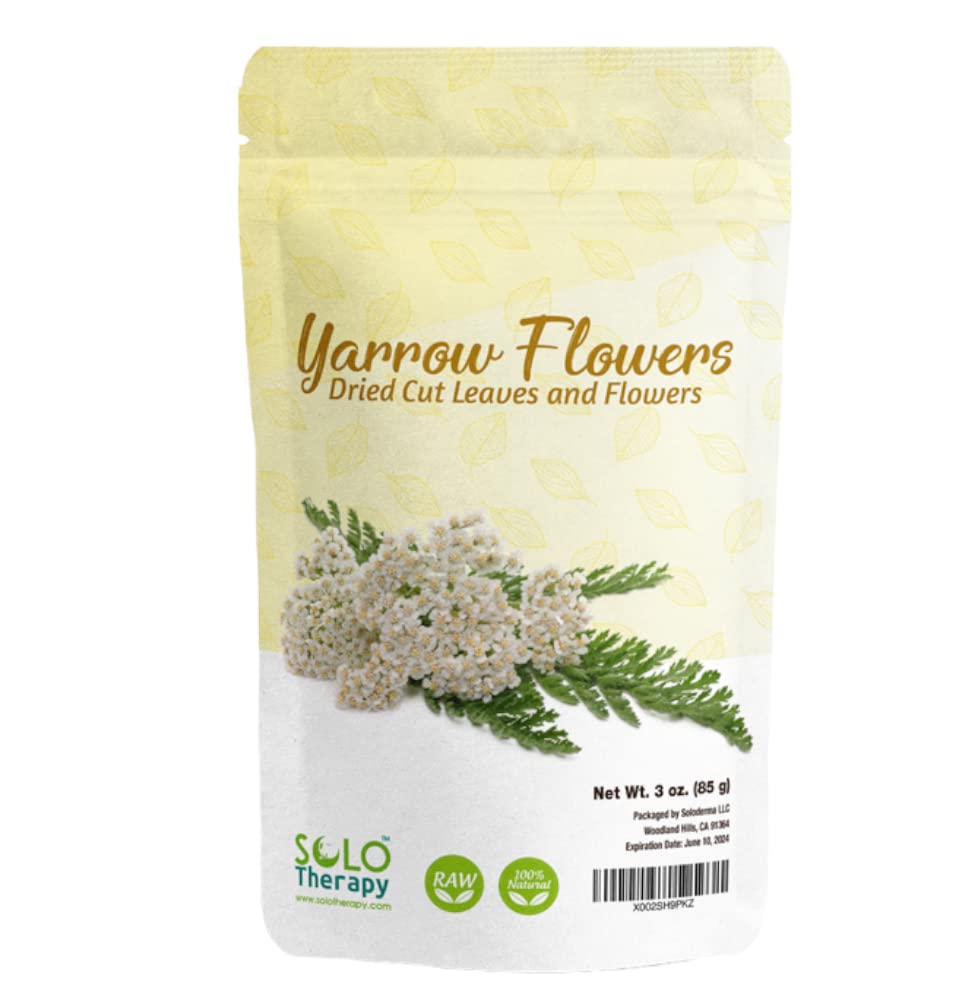 Yarrow Flowers
Dried Cut Leaves and Flowers
Net Wt. 3 oz. (85 g)
Packaged by Soloderma LLC
Woodland Hills, CA 91364
Expiration Date: June 10, 2024
SOLO™
Therapy
www.solotherapy.com
RAW
100%
Natural
X002SH9PKZ